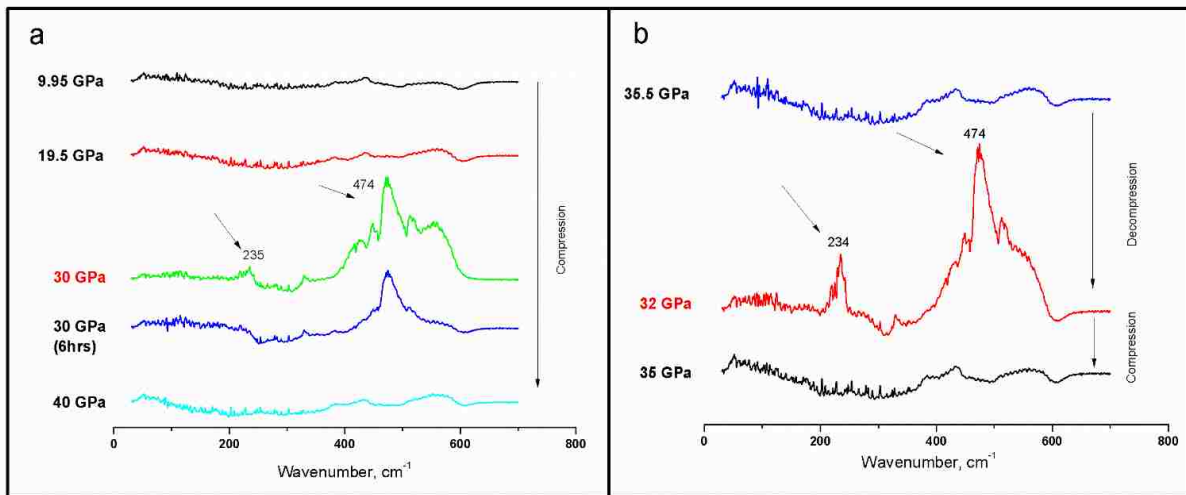 a
9.95 GPa
19.5 GPa
474
235
30 GPa
30 GPa
(6hrs)
40 GPa
Compression
0 200 400 600 800
Wavenumber, cm-1
b
35.5 GPa
474
234
32 GPa
35 GPa
Decompression
Compression
0 200 400 600 800
Wavenumber, cm-1